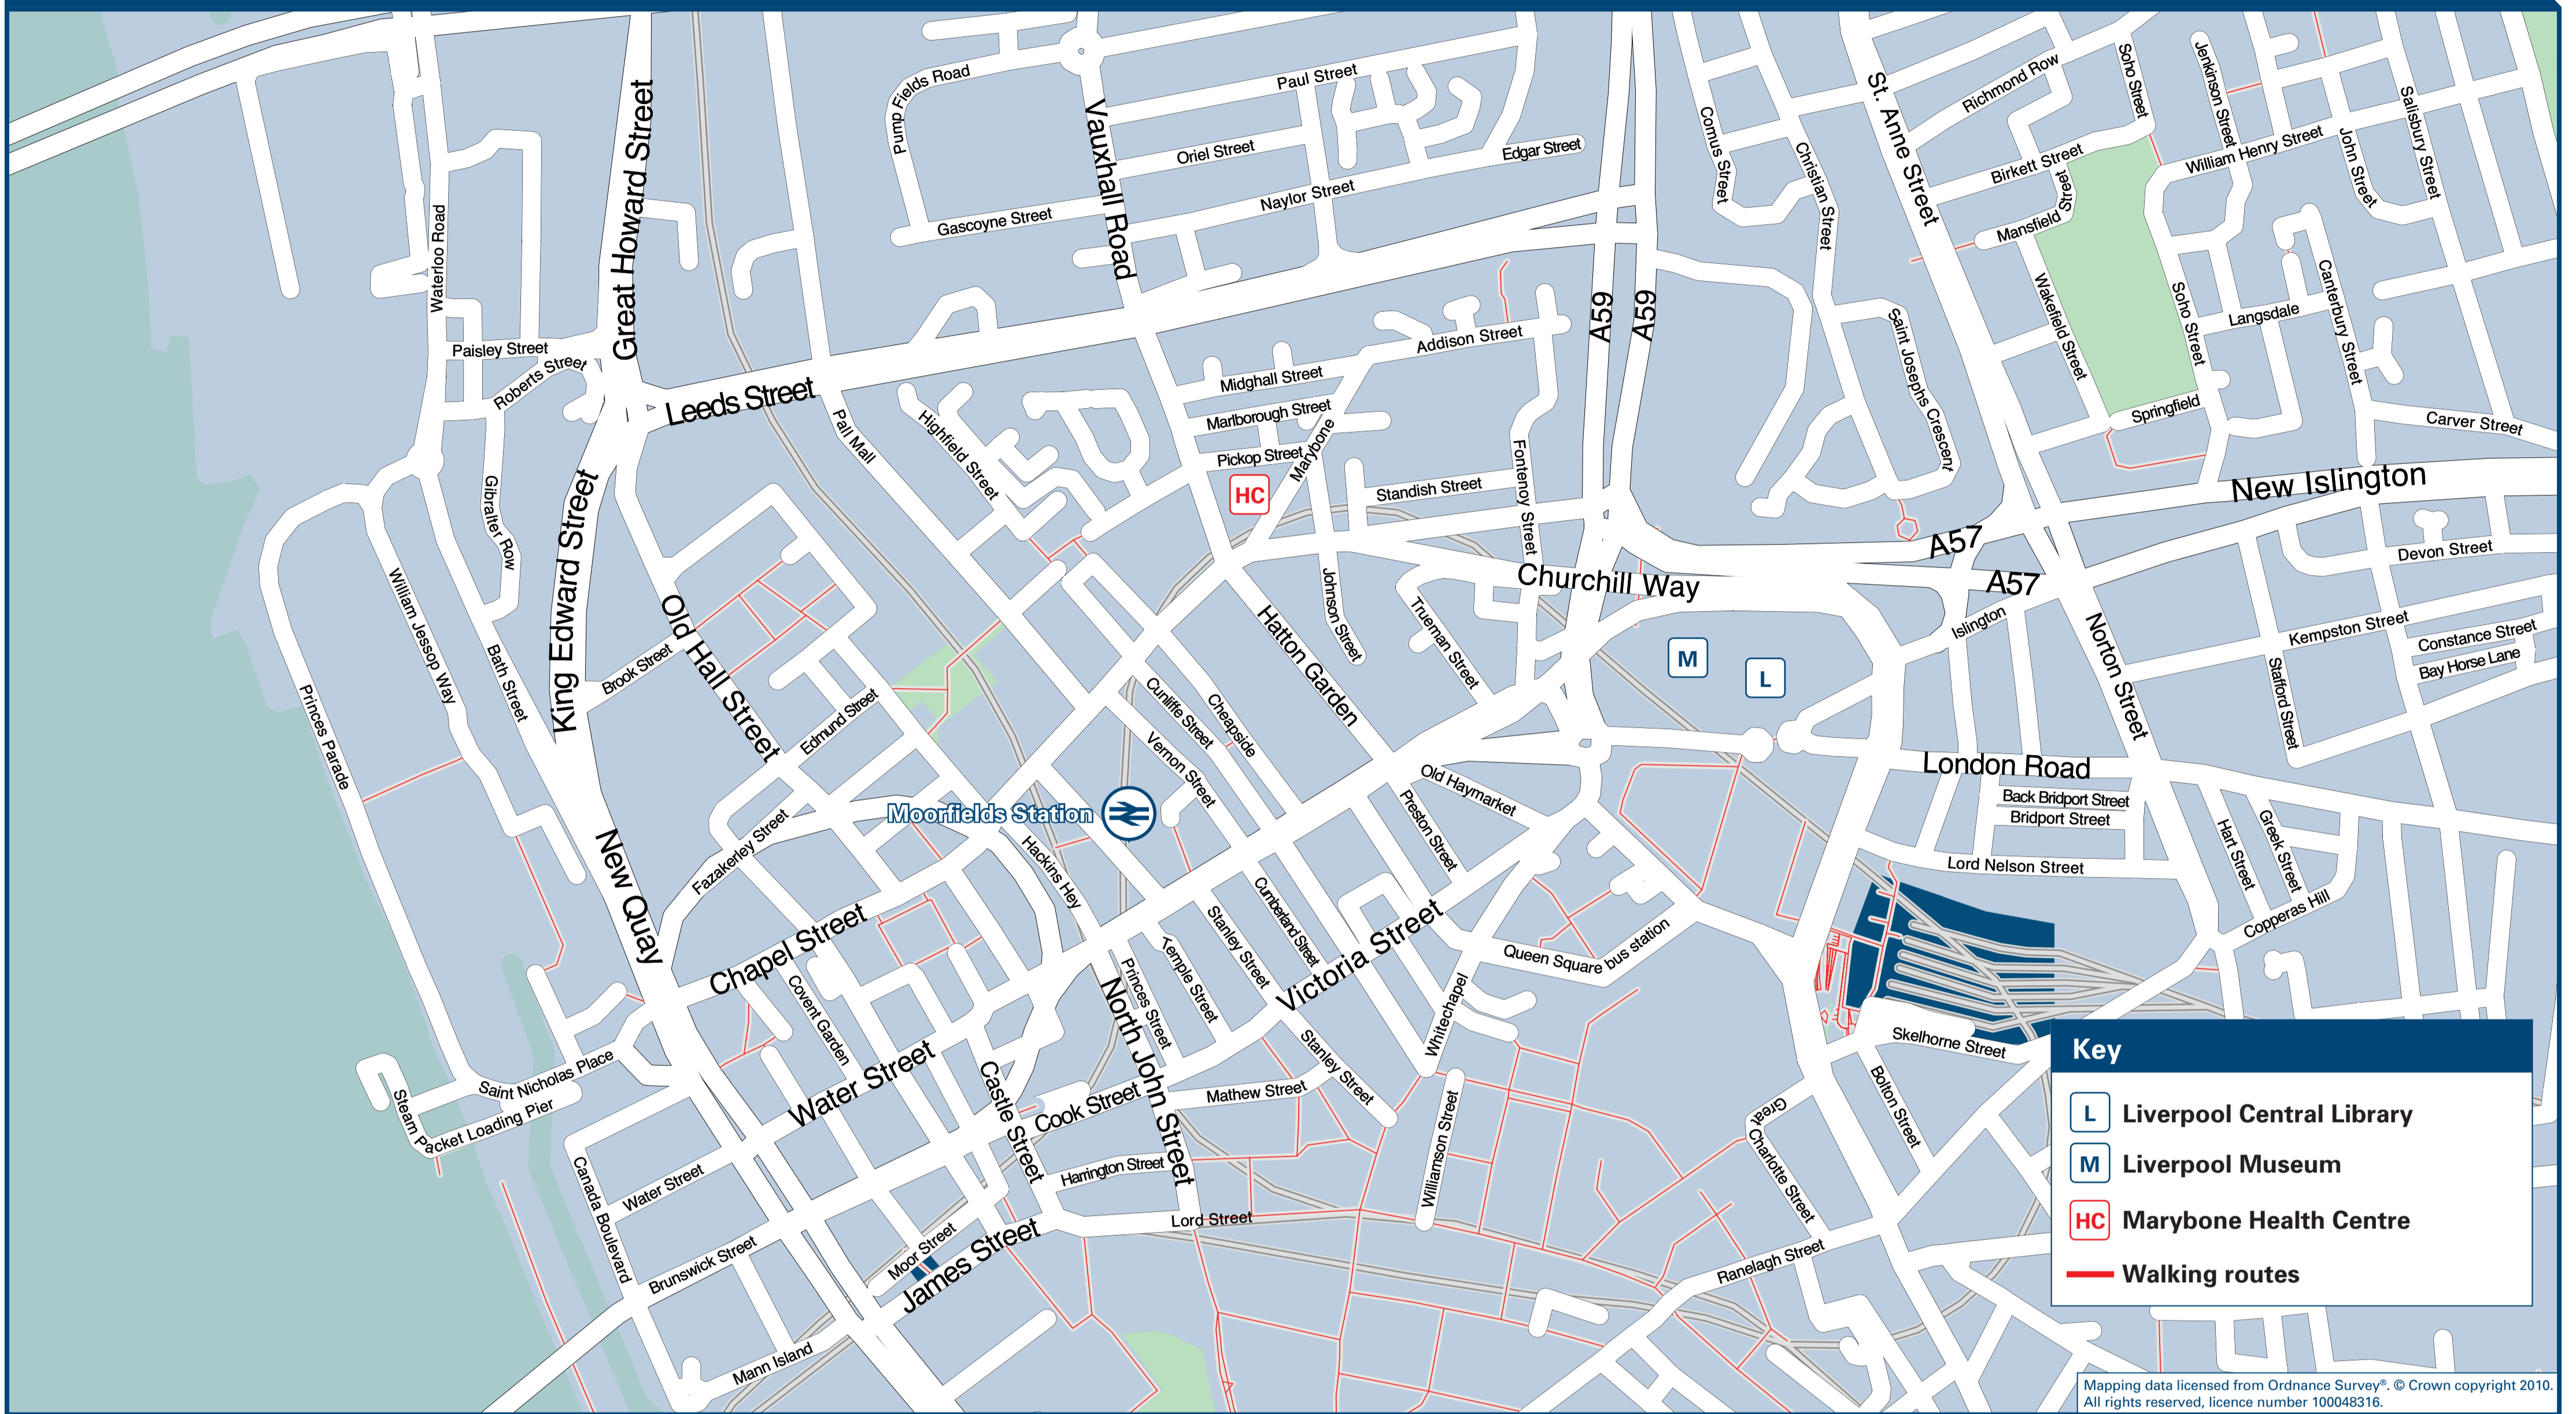 Pump Fields Road
Paul Street
Oriel Street
Naylor Street
Edgar Street
Gascoyne Street
Vauxhall Road
Great Howard Street
Waterloo Road
Paisley Street
Roberts Street
Leeds Street
Pall Mall
Highfield Street
Midghall Street
Marlborough Street
Pickop Street
Marybone
Addison Street
HC
Standish Street
Fontenoy Street
A59
A59
Comus Street
Christian Street
St. Anne Street
Richmond Row
Soho Street
Jenkinson Street
William Henry Street
John Street
Salisbury Street
Birkett Street
Mansfield Street
Wakefield Street
Soho Street
Langsdale
Canterbury Street
Springfield
Carver Street
Saint Josephs Crescent
New Islington
A57
A57
Islington
Churchill Way
Devon Street
Kempston Street
Constance Street
Bay Horse Lane
Stafford Street
Norton Street
Gibralter Row
King Edward Street
William Jessop Way
Bath Street
Princes Parade
Brook Street
Old Hall Street
Edmund Street
Fazakerley Street
New Quay
Moorfields Station
Cunliffe Street
Cheapside
Vernon Street
Hatton Garden
Johnson Street
Trueman Street
M
L
Old Haymarket
Preston Street
London Road
Back Bridport Street
Bridport Street
Lord Nelson Street
Hart Street
Greek Street
Copperas Hill
Hackins Hey
Chapel Street
Covent Garden
Water Street
Castle Street
North John Street
Princes Street
Temple Street
Stanley Street
Cumberland Street
Victoria Street
Queen Square bus station
Whitechapel
Stanley Street
Mathew Street
Cook Street
Harrington Street
Lord Street
Williamson Street
Skelhorne Street
Bolton Street
Great Charlotte Street
Ranelagh Street
Saint Nicholas Place
Steam Packet Loading Pier
Canada Boulevard
Water Street
Brunswick Street
Moor Street
James Street
Mann Island
Key
L Liverpool Central Library
M Liverpool Museum
HC Marybone Health Centre
Walking routes
Mapping data licensed from Ordnance Survey®. © Crown copyright 2010.
All rights reserved, licence number 100048316.